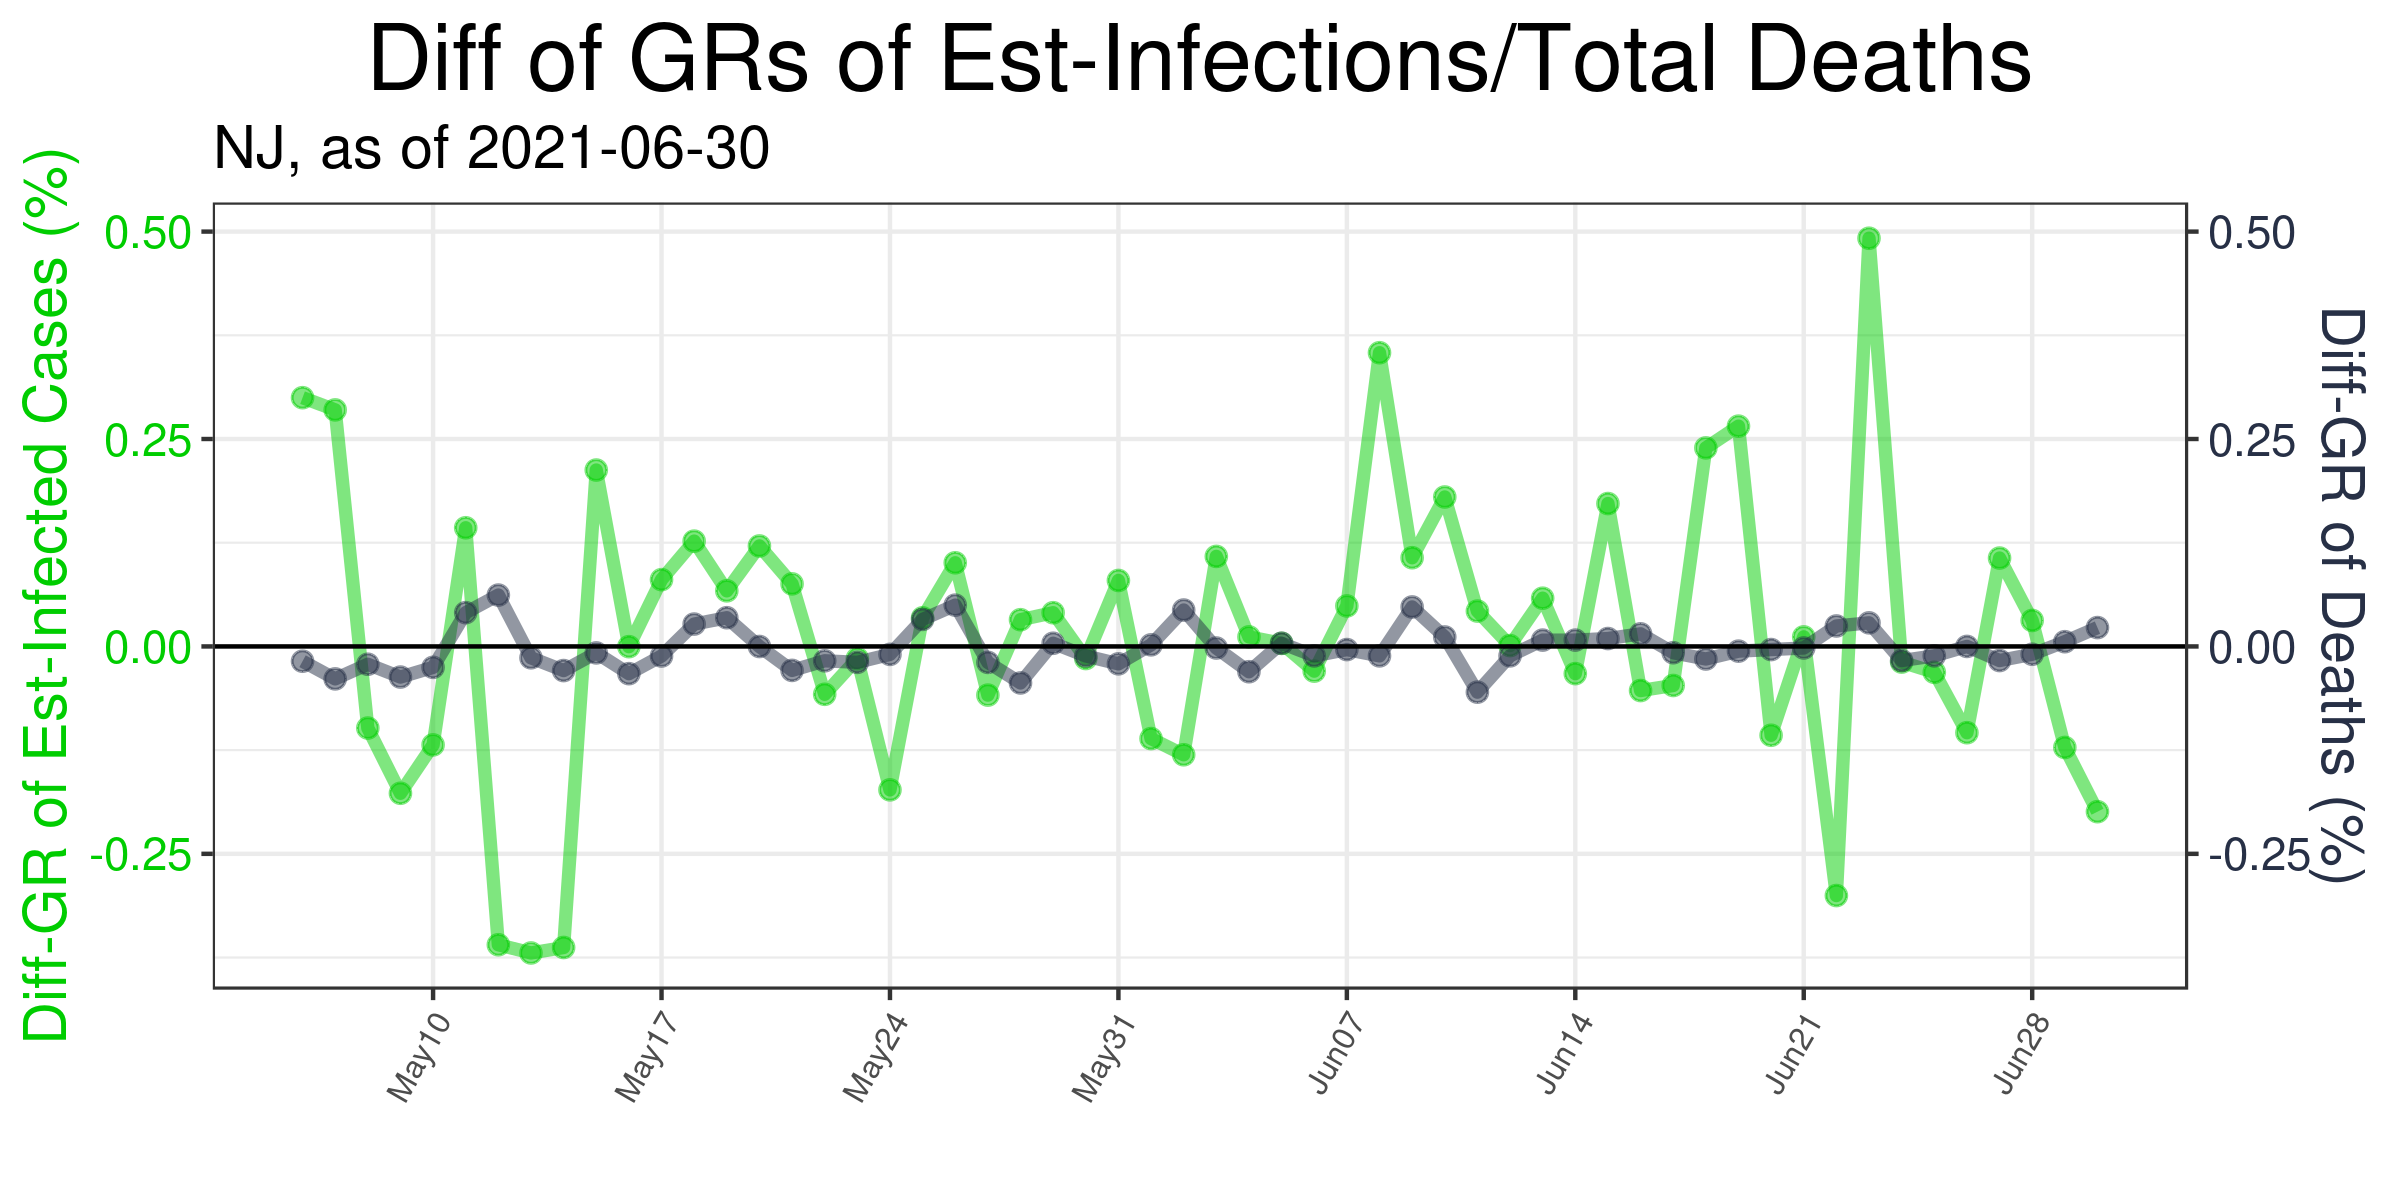 Diff of GRs of Est-Infections/Total Deaths
NJ, as of 2021-06-30
Diff-GR of Est-Infected Cases (%)
0.50
0.25
0.00
-0.25
0.50
0.25
0.00
-0.25
Diff-GR of Deaths (%)
May10
May17
May24
May31
Jun07
Jun14
Jun21
Jun28